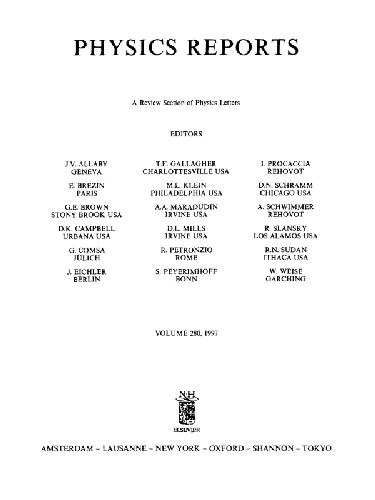 PHYSICS REPORTS
A Review Section of Physics Letters
EDITORS
J.V. ALLABY
GENEVA
T.F. GALLAGHER
CHARLOTTESVILLE USA
I. PROCACCIA
REHOVOT
E. BREZIN
PARIS
M.L. KLEIN
PHILADELPHIA USA
D.N. SCHRAMM
CHICAGO USA
G.E. BROWN
STONY BROOK USA
A.A. MARADUDIN
IRVINE USA
A. SCHWIMMER
REHOVOT
D.K. CAMPBELL
URBANA USA
D.L. MILLS
IRVINE USA
R. SLANSKY
LOS ALAMOS USA
G. COMSA
JÜLICH
R. PETRONZIO
ROME
R.N. SUDAN
ITHACA USA
J. EICHLER
BERLIN
S. PEYERIMHOFF
BONN
W. WEISE
GARCHING
VOLUME 280, 1997
N·H
ELSEVIER
AMSTERDAM – LAUSANNE – NEW YORK – OXFORD – SHANNON – TOKYO